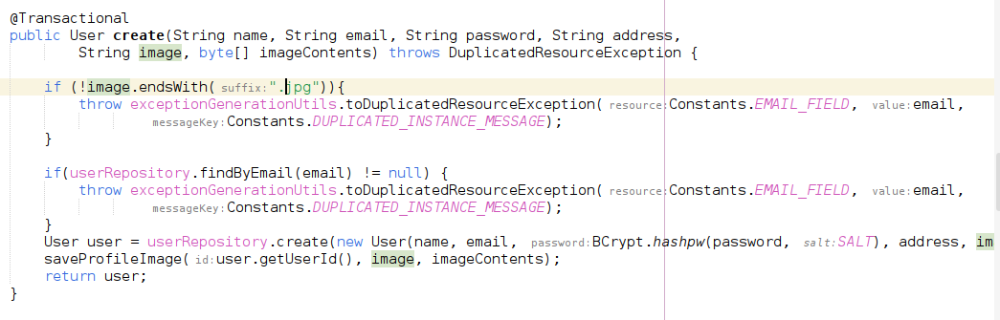 @Transactional
public User create(String name, String email, String password, String address,
String image, byte[] imageContents) throws DuplicatedResourceException {
if (!image.endsWith( suffix: ".jpg")){
throw exceptionGenerationUtils.toDuplicatedResourceException( resource: Constants.EMAIL_FIELD, value: email,
messageKey: Constants.DUPLICATED_INSTANCE_MESSAGE);
}
if(userRepository.findByEmail(email) != null) {
throw exceptionGenerationUtils.toDuplicatedResourceException( resource: Constants.EMAIL_FIELD, value: email,
messageKey: Constants.DUPLICATED_INSTANCE_MESSAGE);
}
User user = userRepository.create(new User(name, email, password: BCrypt.hashpw(password, salt: SALT), address, im
saveProfileImage( id: user.getUserId(), image, imageContents);
return user;
}